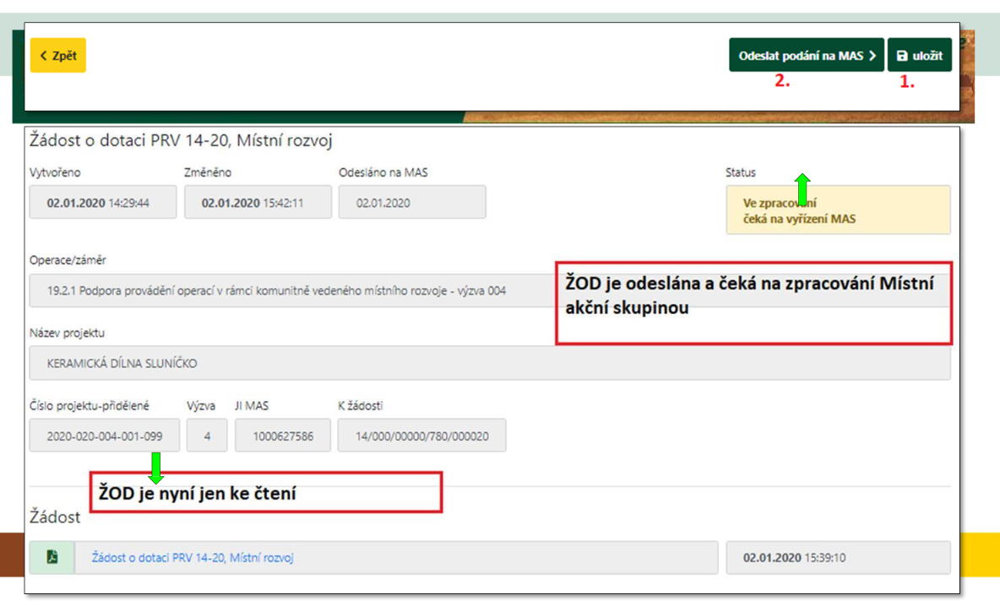 Zpět
Odeslat podání na MAS
uložit
2.
1.
Žádost o dotaci PRV 14-20, Místní rozvoj
Vytvořeno
Změněno
Odesláno na MAS
Status
02.01.2020 14:29:44
02.01.2020 15:42:11
02.01.2020
Ve zpracování
čeká na vyřízení MAS
Operace/záměr
19.2.1 Podpora provádění operací v rámci komunitně vedeného místního rozvoje - výzva 004
ŽOD je odeslána a čeká na zpracování Místní
akční skupinou
Název projektu
KERAMICKÁ DÍLNA SLUNÍČKO
Číslo projektu-přidělené
Výzva
JI MAS
K žádosti
2020-020-004-001-099
4
1000627586
14/000/00000/780/000020
ŽOD je nyní jen ke čtení
Žádost
Žádost o dotaci PRV 14-20, Místní rozvoj
02.01.2020 15:39:10